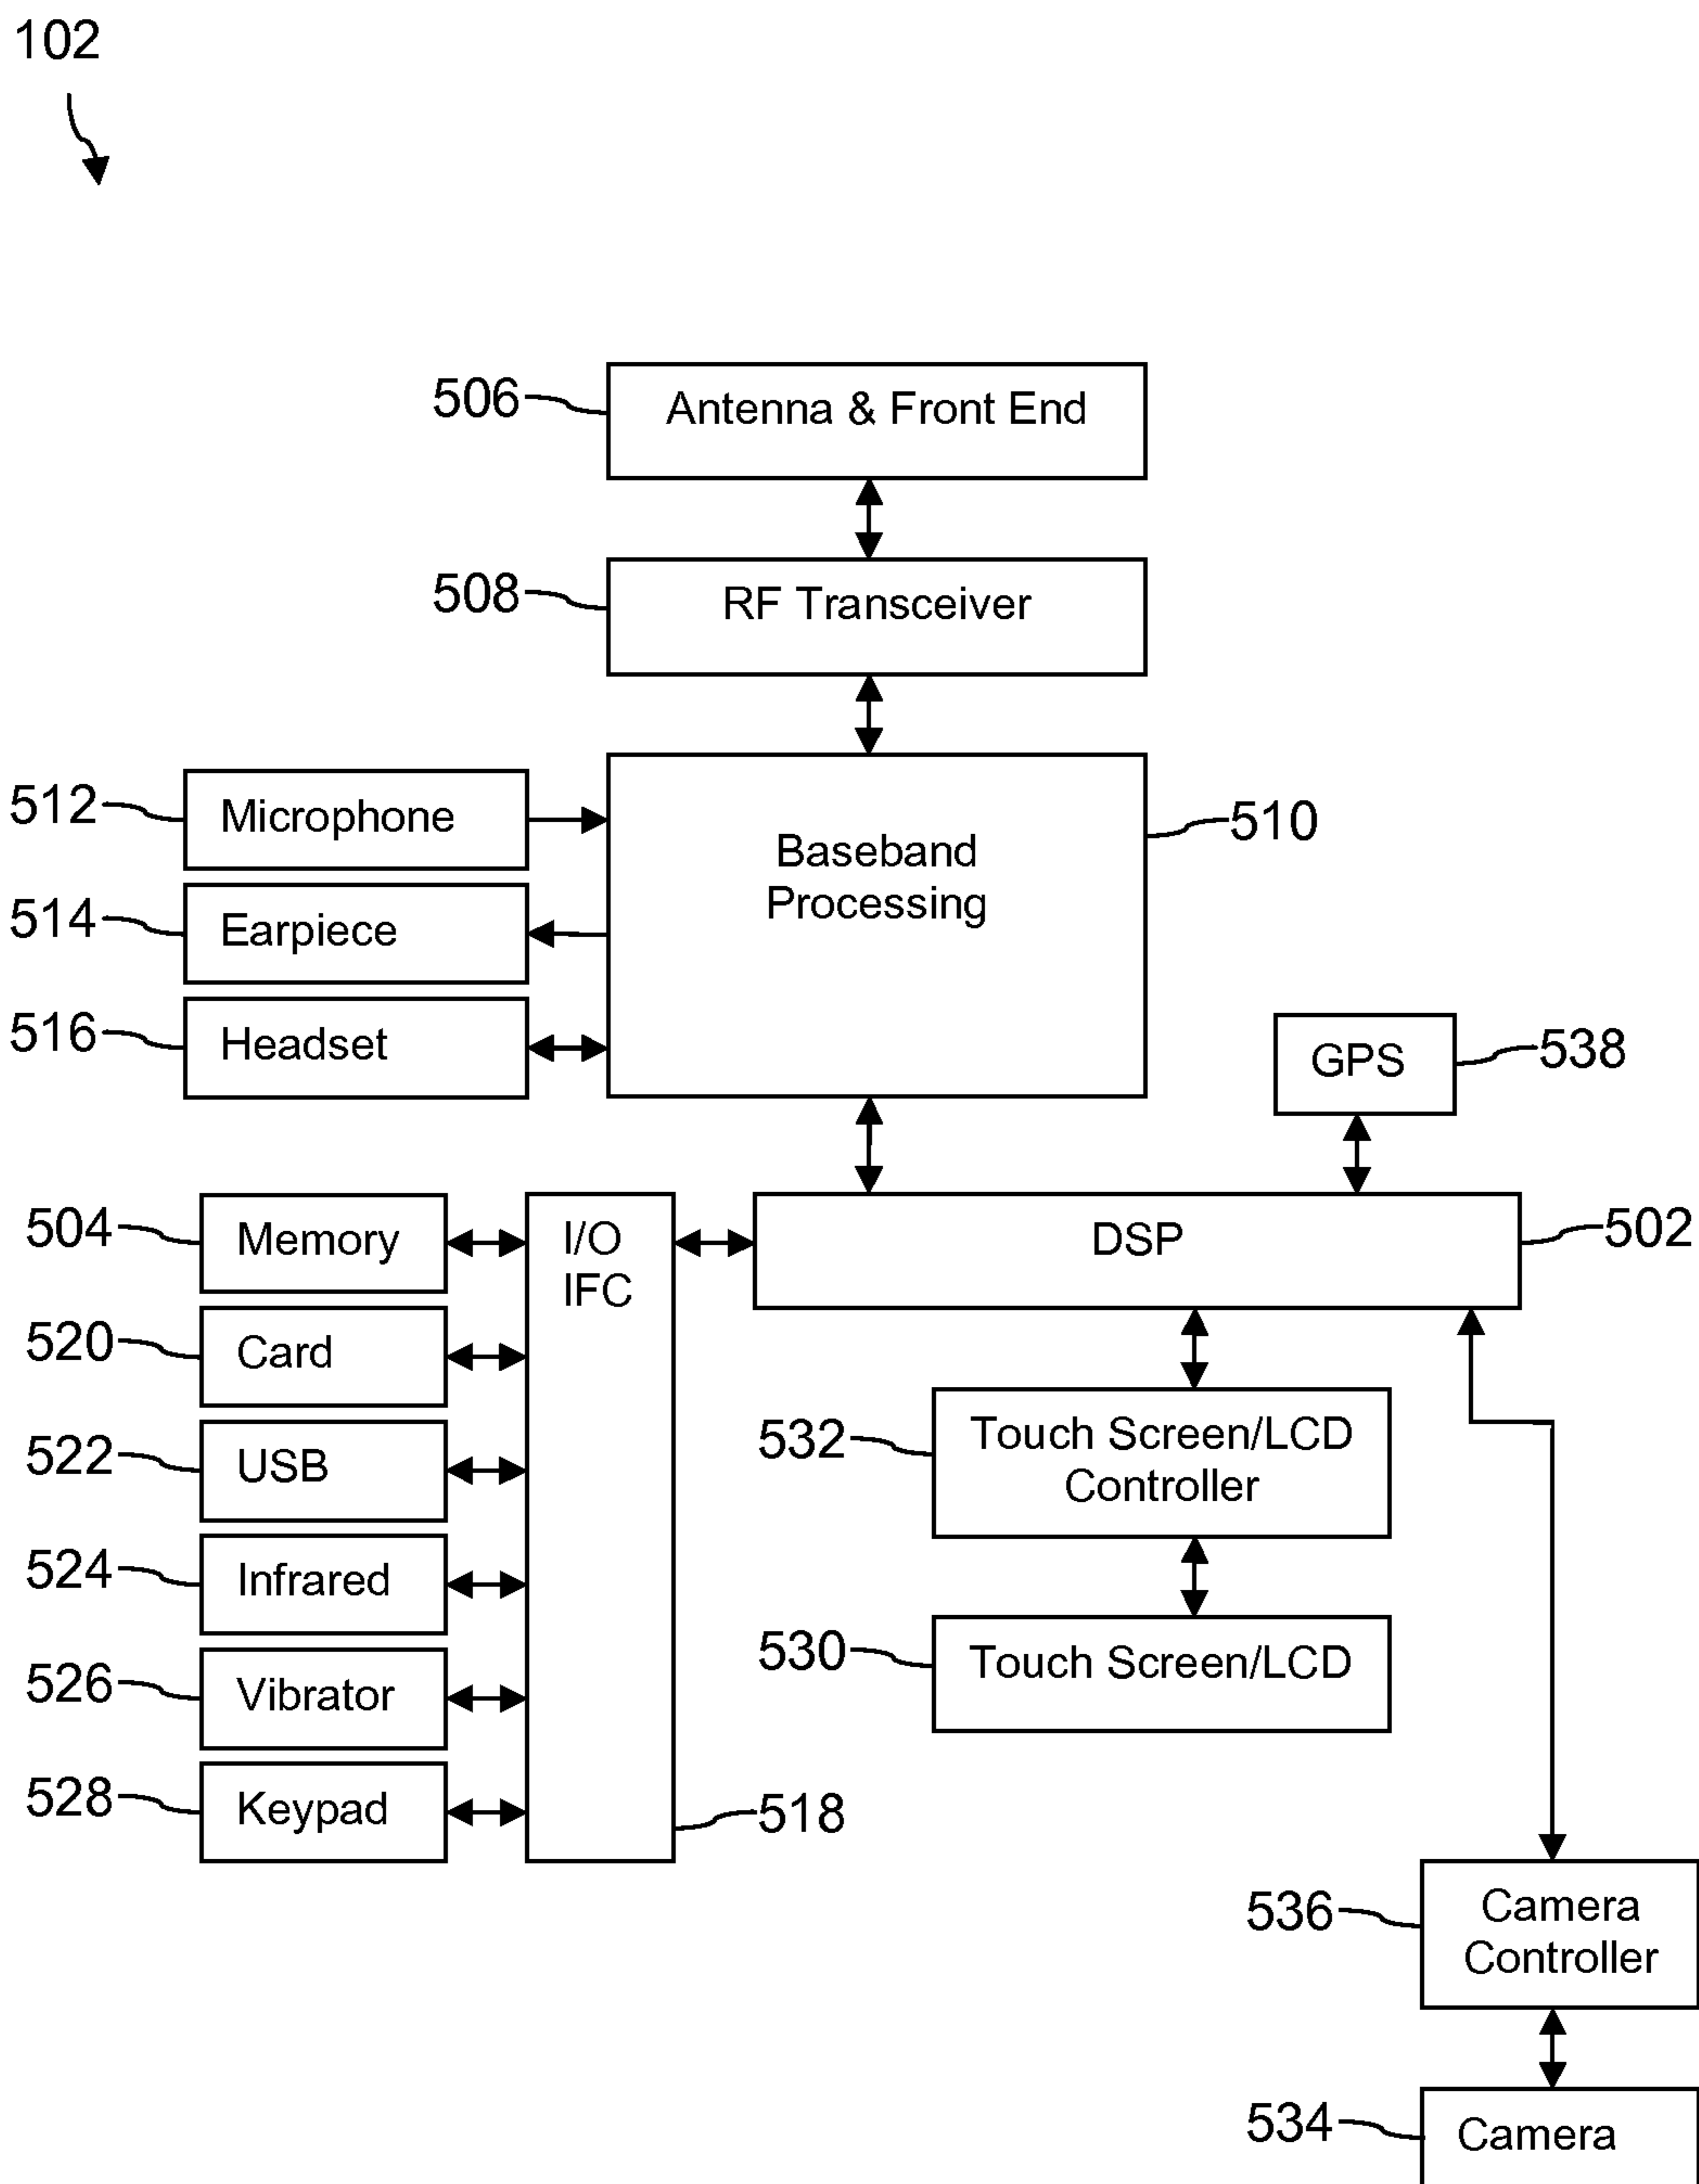 102
506
Antenna & Front End
508
RF Transceiver
512
Microphone
Baseband
Processing
510
514
Earpiece
516
Headset
GPS
538
504
Memory
I/O
IFC
DSP
502
520
Card
522
USB
532
Touch Screen/LCD
Controller
524
Infrared
526
Vibrator
530
Touch Screen/LCD
528
Keypad
518
536
Camera
Controller
534
Camera